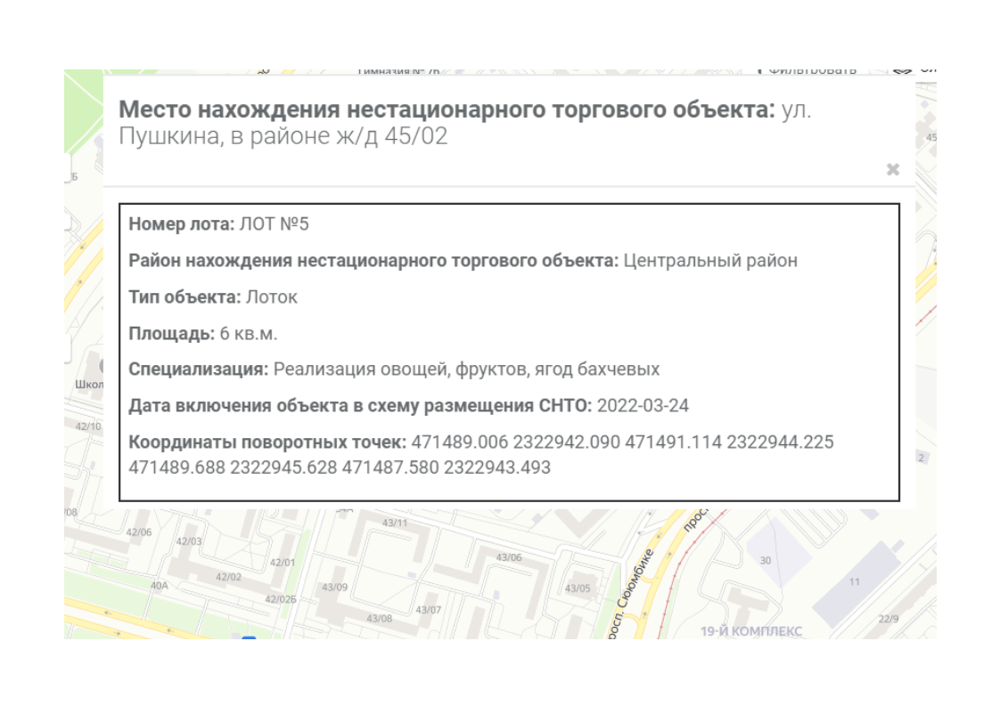 Гимназия № 76
Фильтровать
Место нахождения нестационарного торгового объекта: ул.
Пушкина, в районе ж/д 45/02
45
Б
Номер лота: ЛОТ №5
Район нахождения нестационарного торгового объекта: Центральный район
Тип объекта: Лоток
Площадь: 6 кв.м.
Специализация: Реализация овощей, фруктов, ягод бахчевых
Дата включения объекта в схему размещения СНТО: 2022-03-24
Координаты поворотных точек: 471489.006 2322942.090 471491.114 2322944.225
471489.688 2322945.628 471487.580 2322943.493
Школ
42/10
2
/08
43/11
просп
42/06
42/03
42/01
43/06
30
42/02
40А
42/02Б
43/09
43/05
11
43/08
43/07
просп. Сююмбике
22/9
19-Й КОМПЛЕКС